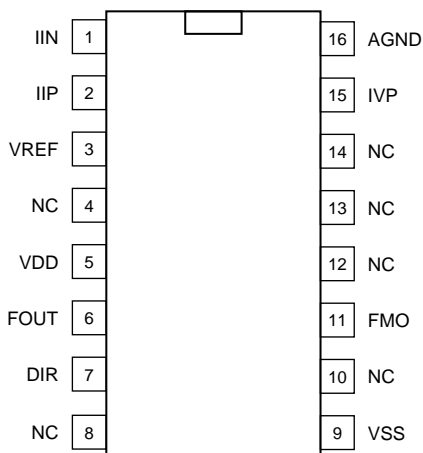 IIN 1 16 AGND
IIP 2 15 IVP
VREF 3 14 NC
NC 4 13 NC
VDD 5 12 NC
FOUT 6 11 FMO
DIR 7 10 NC
NC 8 9 VSS